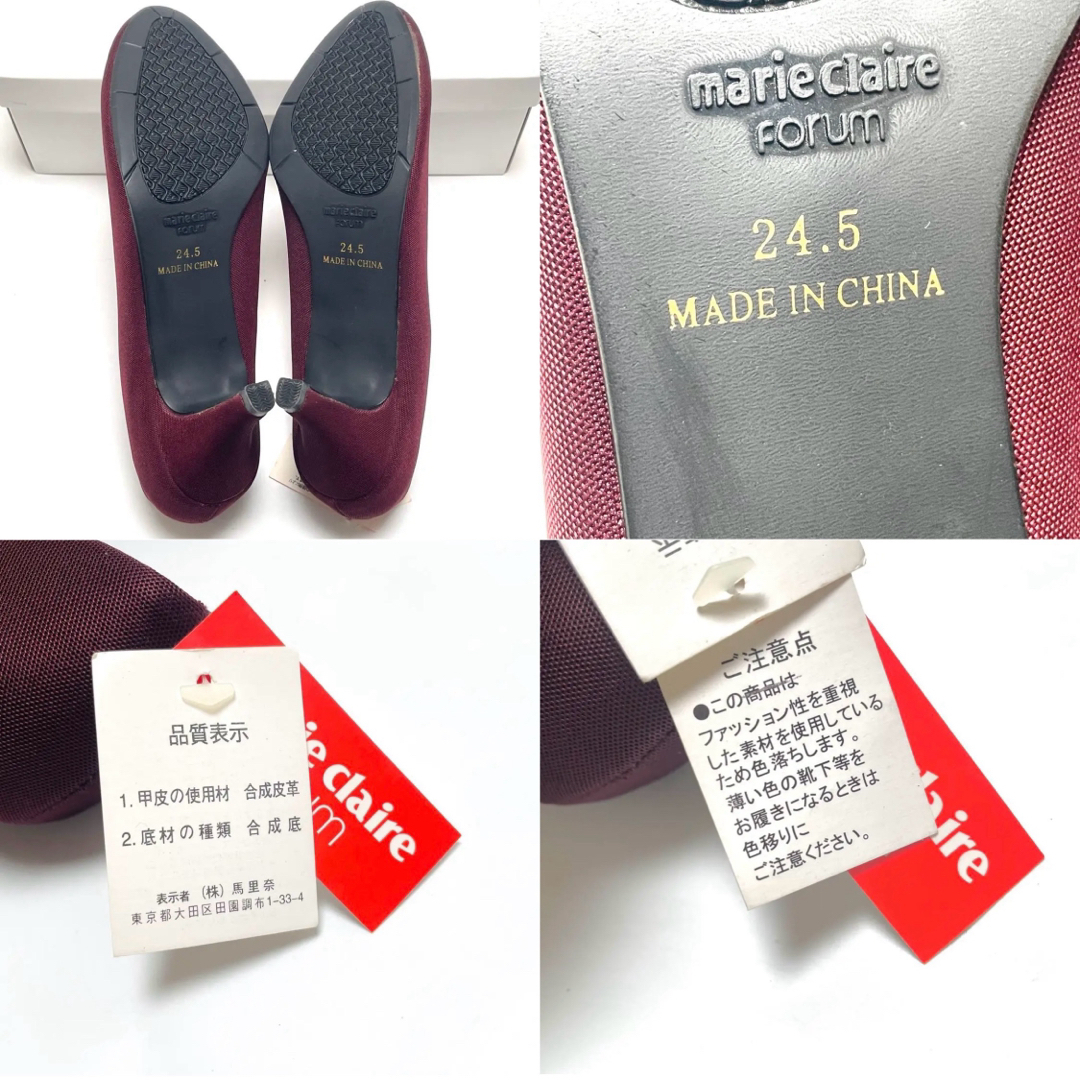 marie claire
FORUM
24.5
MADE IN CHINA
marie claire
FORUM
24.5
MADE IN CHINA
marie claire
FORUM
24.5
MADE IN CHINA
品質表示
1. 甲皮の使用材 合成皮革
2. 底材の種類 合成底
表示者 (株) 馬里奈
東京都大田区田園調布1-33-4
claire
ご注意点
●この商品は
ファッション性を重視
した素材を使用している
ため色落ちします。
薄い色の靴下等を
お履きになるときは
色移りに
ご注意ください。